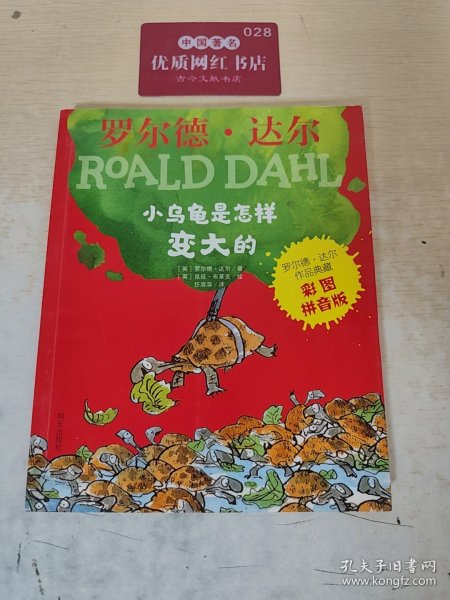 028
中国著名
优质网红书店
古今文献书店
罗尔德·达尔
ROALD DAHL
小乌龟是怎样
变大的
[英] 罗尔德·达尔/著
[英] 昆廷·布莱克/绘
任溶溶/译
罗尔德·达尔
作品典藏
彩图
拼音版
明天出版社
孔夫子旧书网
www.kongfz.com